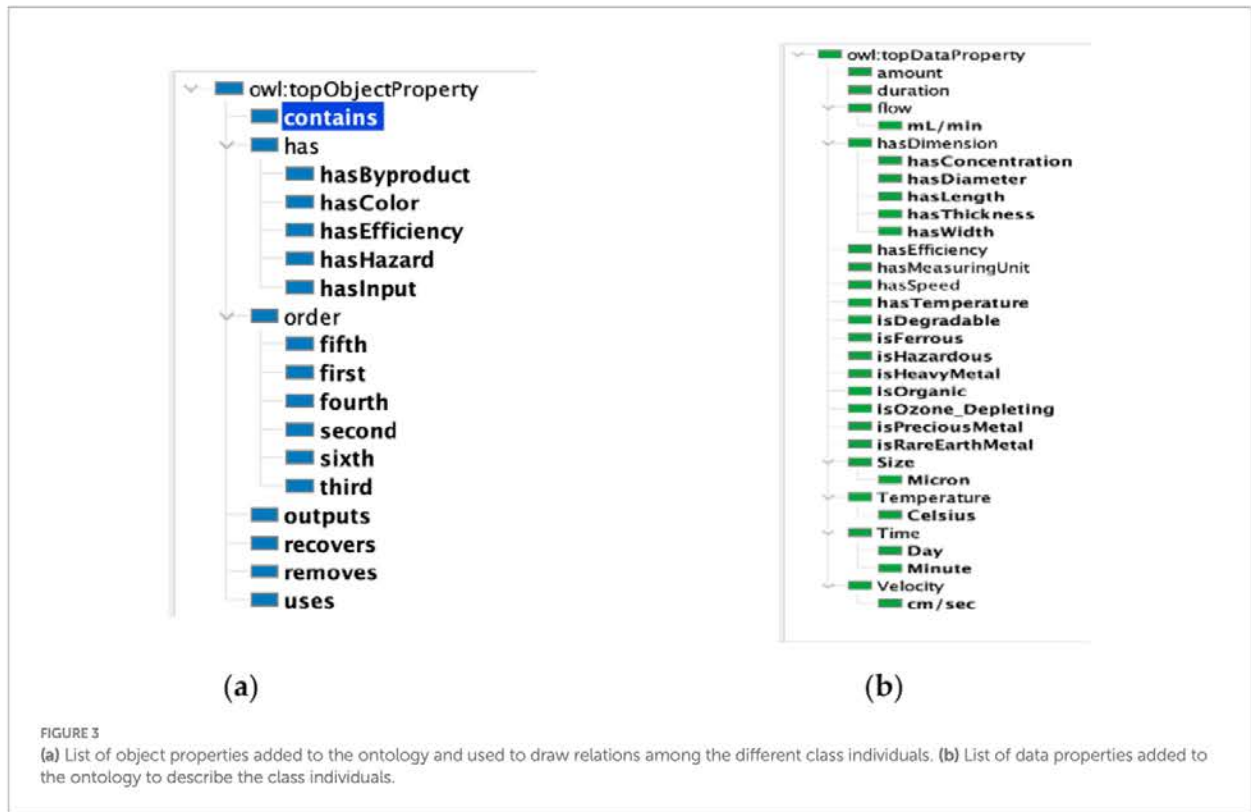 owl:topObjectProperty
contains
has
hasByproduct
hasColor
hasEfficiency
hasHazard
hasInput
order
fifth
first
fourth
second
sixth
third
outputs
recovers
removes
uses
(a)
owl:topDataProperty
amount
duration
flow
mL/min
hasDimension
hasConcentration
hasDiameter
hasLength
hasThickness
hasWidth
hasEfficiency
hasMeasuringUnit
hasSpeed
hasTemperature
isDegradable
isFerrous
isHazardous
isHeavyMetal
isOrganic
isOzone_Depleting
isPreciousMetal
isRareEarthMetal
Size
Micron
Temperature
Celsius
Time
Day
Minute
Velocity
cm/sec
(b)
FIGURE 3
(a) List of object properties added to the ontology and used to draw relations among the different class individuals. (b) List of data properties added to
the ontology to describe the class individuals.